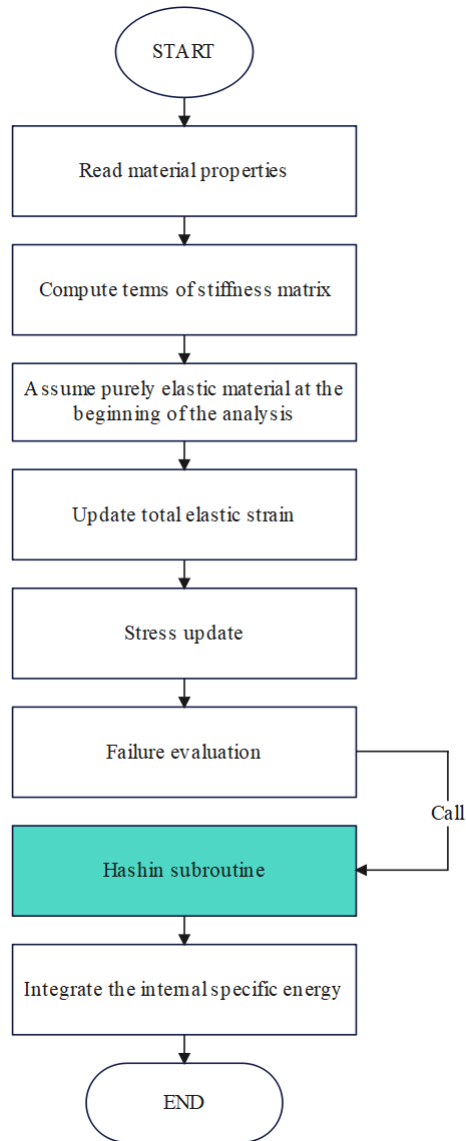 START
Read material properties
Compute terms of stiffness matrix
Assume purely elastic material at the
beginning of the analysis
Update total elastic strain
Stress update
Failure evaluation
Call
Hashin subroutine
Integrate the internal specific energy
END